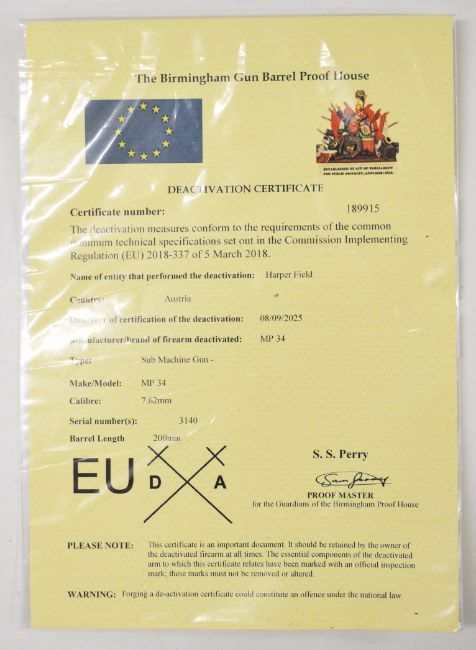 The Birmingham Gun Barrel Proof House
DEACTIVATION CERTIFICATE
Certificate number: 189915
The deactivation measures conform to the requirements of the common
minimum technical specifications set out in the Commission Implementing
Regulation (EU) 2018-337 of 5 March 2018.
Name of entity that performed the deactivation: Harper Field
Country: Austria
of certification of the deactivation: 08/09/2025
Manufacturer/brand of firearm deactivated: MP 34
Type: Sub Machine Gun -
Make/Model: MP 34
Calibre: 7.62mm
Serial number(s): 3140
Barrel Length 200mm
EU D A
S. S. Perry
PROOF MASTER
for the Guardians of the Birmingham Proof House
PLEASE NOTE: This certificate is an important document. It should be retained by the owner of
the deactivated firearm at all times. The essential components of the deactivated
arm to which this certificate relates have been marked with an official inspection
mark; these marks must not be removed or altered.
WARNING: Forging a de-activation certificate could constitute an offence under the national law.